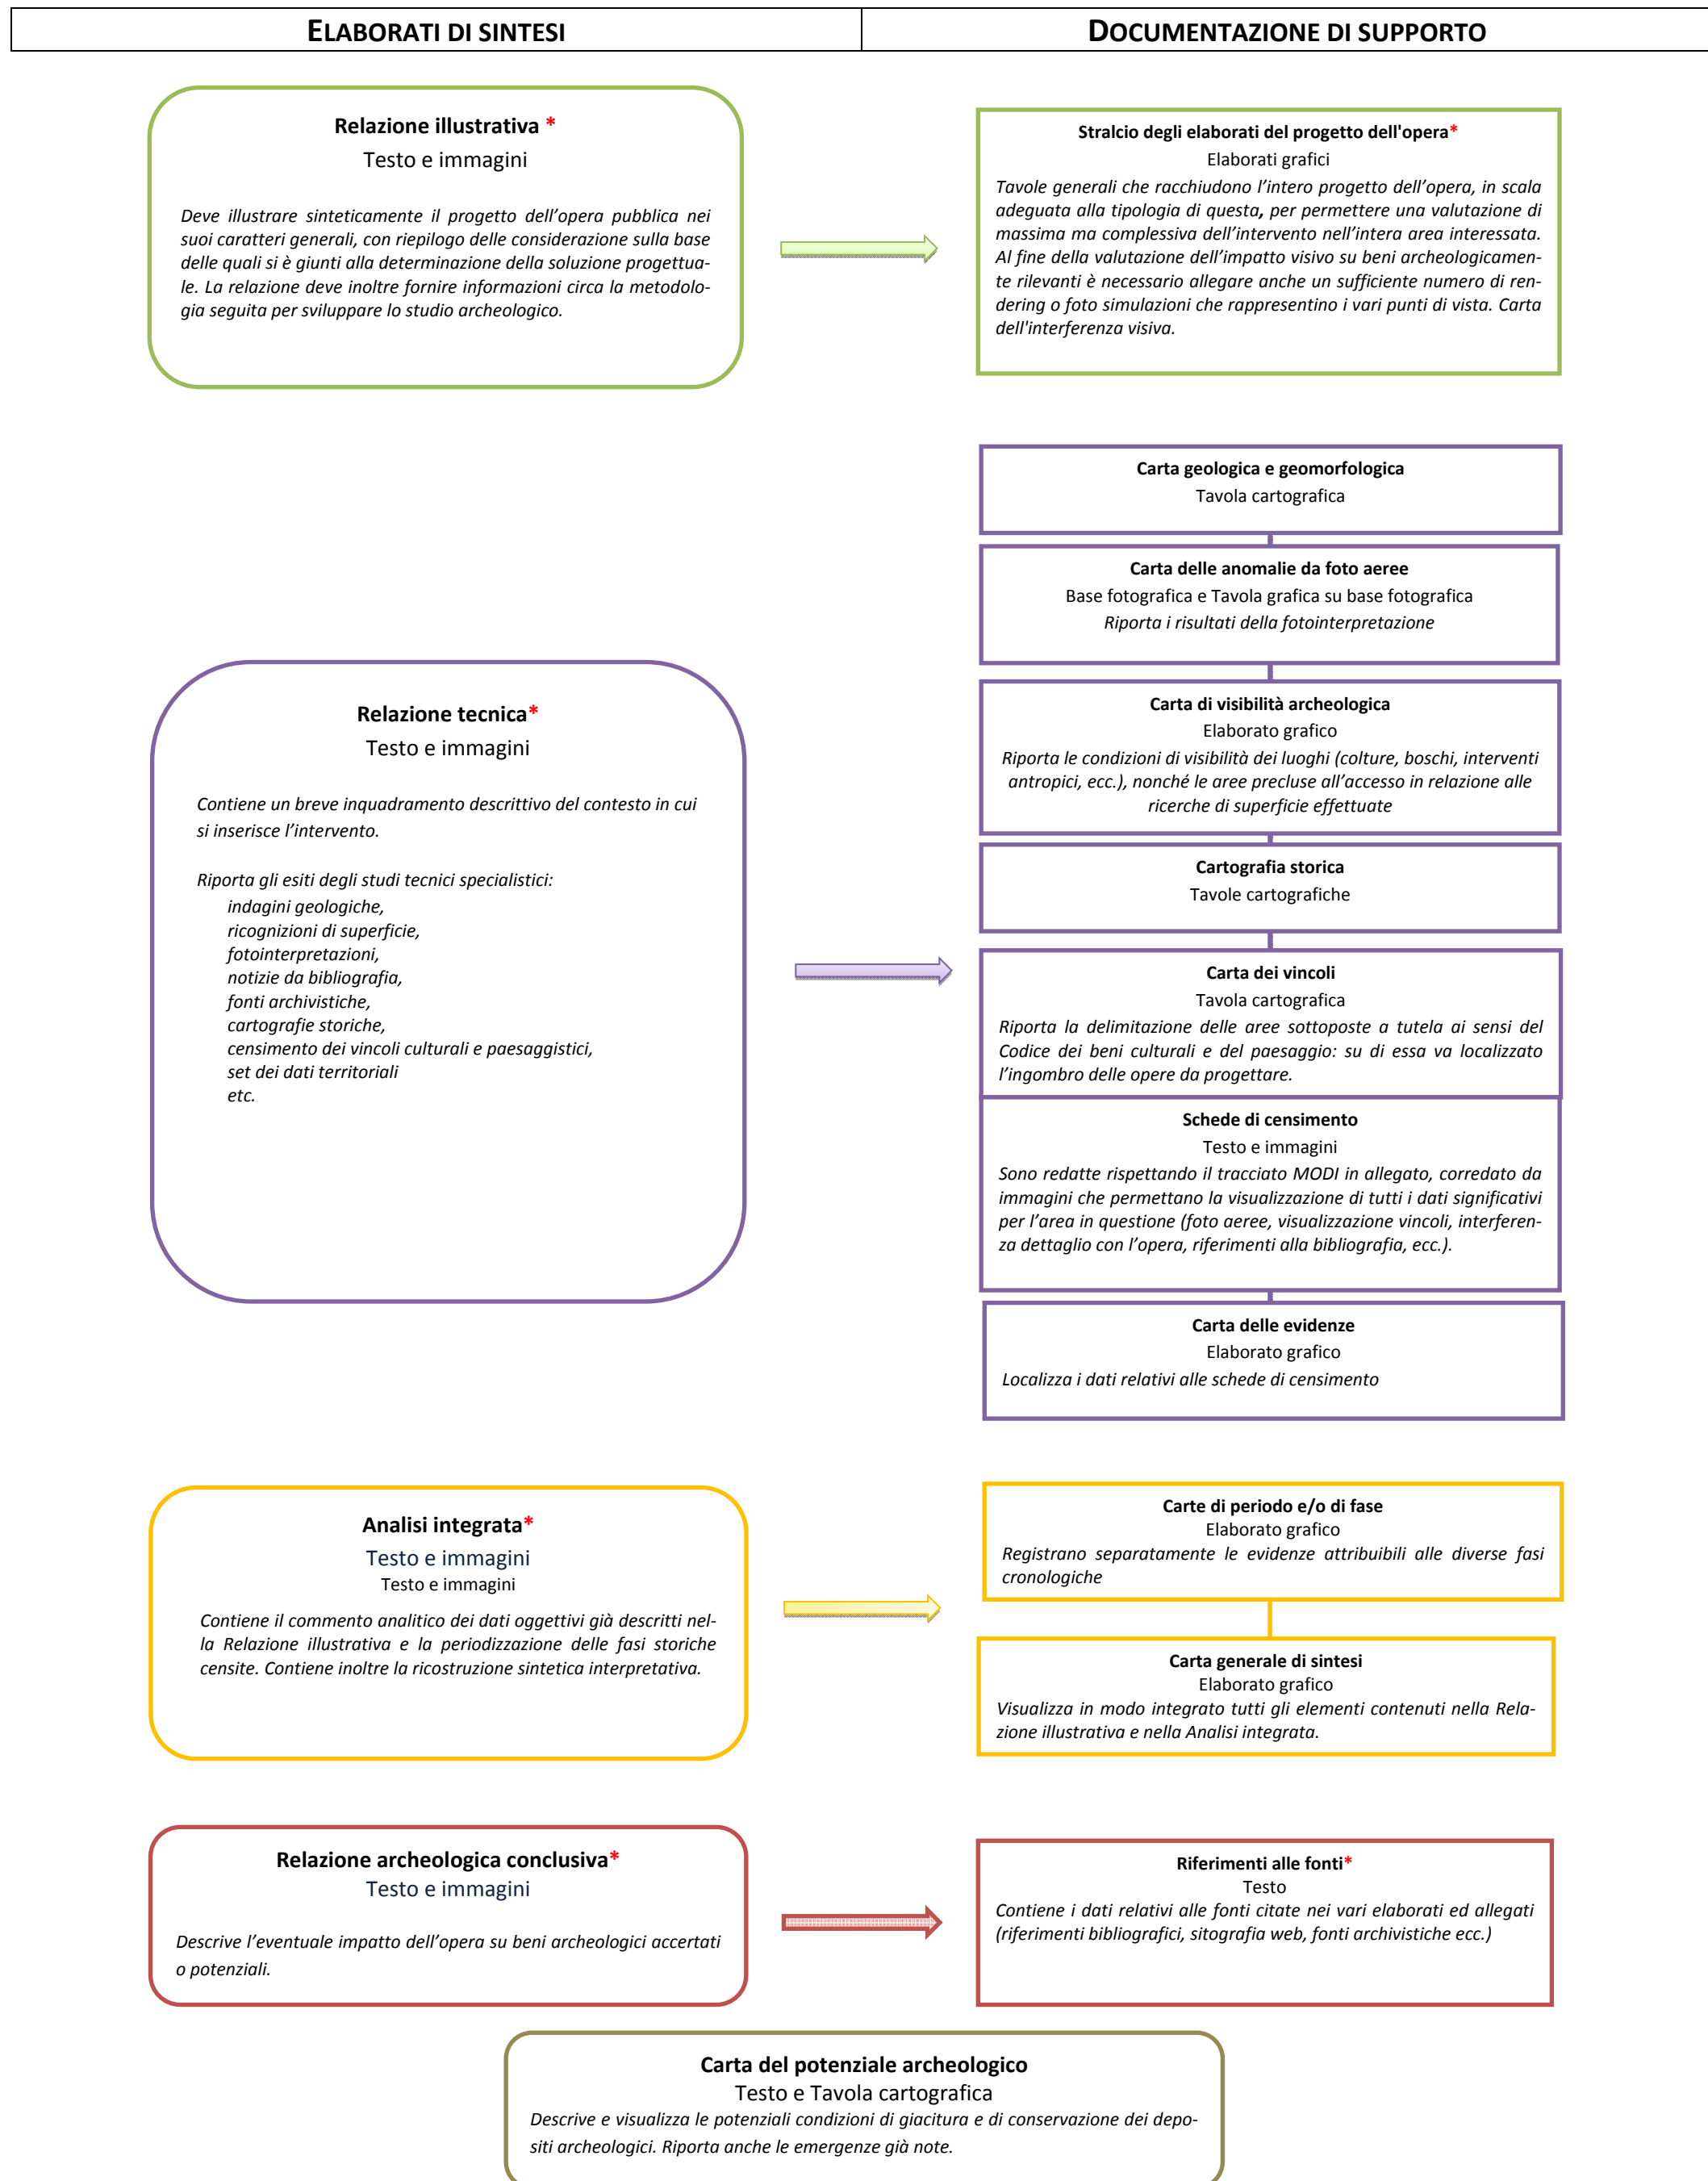 ELABORATI DI SINTESI
DOCUMENTAZIONE DI SUPPORTO
Relazione illustrativa *
Testo e immagini
Deve illustrare sinteticamente il progetto dell'opera pubblica nei
suoi caratteri generali, con riepilogo delle considerazione sulla base
delle quali si è giunti alla determinazione della soluzione progettua-
le. La relazione deve inoltre fornire informazioni circa la metodolo-
gia seguita per sviluppare lo studio archeologico.
Stralcio degli elaborati del progetto dell'opera*
Elaborati grafici
Tavole generali che racchiudono l'intero progetto dell'opera, in scala
adeguata alla tipologia di questa, per permettere una valutazione di
massima ma complessiva dell'intervento nell'intera area interessata.
Al fine della valutazione dell'impatto visivo su beni archeologicamen-
te rilevanti è necessario allegare anche un sufficiente numero di ren-
dering o foto simulazioni che rappresentino i vari punti di vista. Carta
dell'interferenza visiva.
Relazione tecnica*
Testo e immagini
Contiene un breve inquadramento descrittivo del contesto in cui
si inserisce l'intervento.
Riporta gli esiti degli studi tecnici specialistici:
indagini geologiche,
ricognizioni di superficie,
fotointerpretazioni,
notizie da bibliografia,
fonti archivistiche,
cartografie storiche,
censimento dei vincoli culturali e paesaggistici,
set dei dati territoriali
etc.
Carta geologica e geomorfologica
Tavola cartografica
Carta delle anomalie da foto aeree
Base fotografica e Tavola grafica su base fotografica
Riporta i risultati della fotointerpretazione
Carta di visibilità archeologica
Elaborato grafico
Riporta le condizioni di visibilità dei luoghi (colture, boschi, interventi
antropici, ecc.), nonché le aree precluse all'accesso in relazione alle
ricerche di superficie effettuate
Cartografia storica
Tavole cartografiche
Carta dei vincoli
Tavola cartografica
Riporta la delimitazione delle aree sottoposte a tutela ai sensi del
Codice dei beni culturali e del paesaggio: su di essa va localizzato
l'ingombro delle opere da progettare.
Schede di censimento
Testo e immagini
Sono redatte rispettando il tracciato MODI in allegato, corredato da
immagini che permettano la visualizzazione di tutti i dati significativi
per l'area in questione (foto aeree, visualizzazione vincoli, interferen-
za dettaglio con l'opera, riferimenti alla bibliografia, ecc.).
Carta delle evidenze
Elaborato grafico
Localizza i dati relativi alle schede di censimento
Analisi integrata*
Testo e immagini
Testo e immagini
Contiene il commento analitico dei dati oggettivi già descritti nel-
la Relazione illustrativa e la periodizzazione delle fasi storiche
censite. Contiene inoltre la ricostruzione sintetica interpretativa.
Carte di periodo e/o di fase
Elaborato grafico
Registrano separatamente le evidenze attribuibili alle diverse fasi
cronologiche
Carta generale di sintesi
Elaborato grafico
Visualizza in modo integrato tutti gli elementi contenuti nella Rela-
zione illustrativa e nella Analisi integrata.
Relazione archeologica conclusiva*
Testo e immagini
Descrive l'eventuale impatto dell'opera su beni archeologici accertati
o potenziali.
Riferimenti alle fonti*
Testo
Contiene i dati relativi alle fonti citate nei vari elaborati ed allegati
(riferimenti bibliografici, sitografia web, fonti archivistiche ecc.)
Carta del potenziale archeologico
Testo e Tavola cartografica
Descrive e visualizza le potenziali condizioni di giacitura e di conservazione dei depo-
siti archeologici. Riporta anche le emergenze già note.